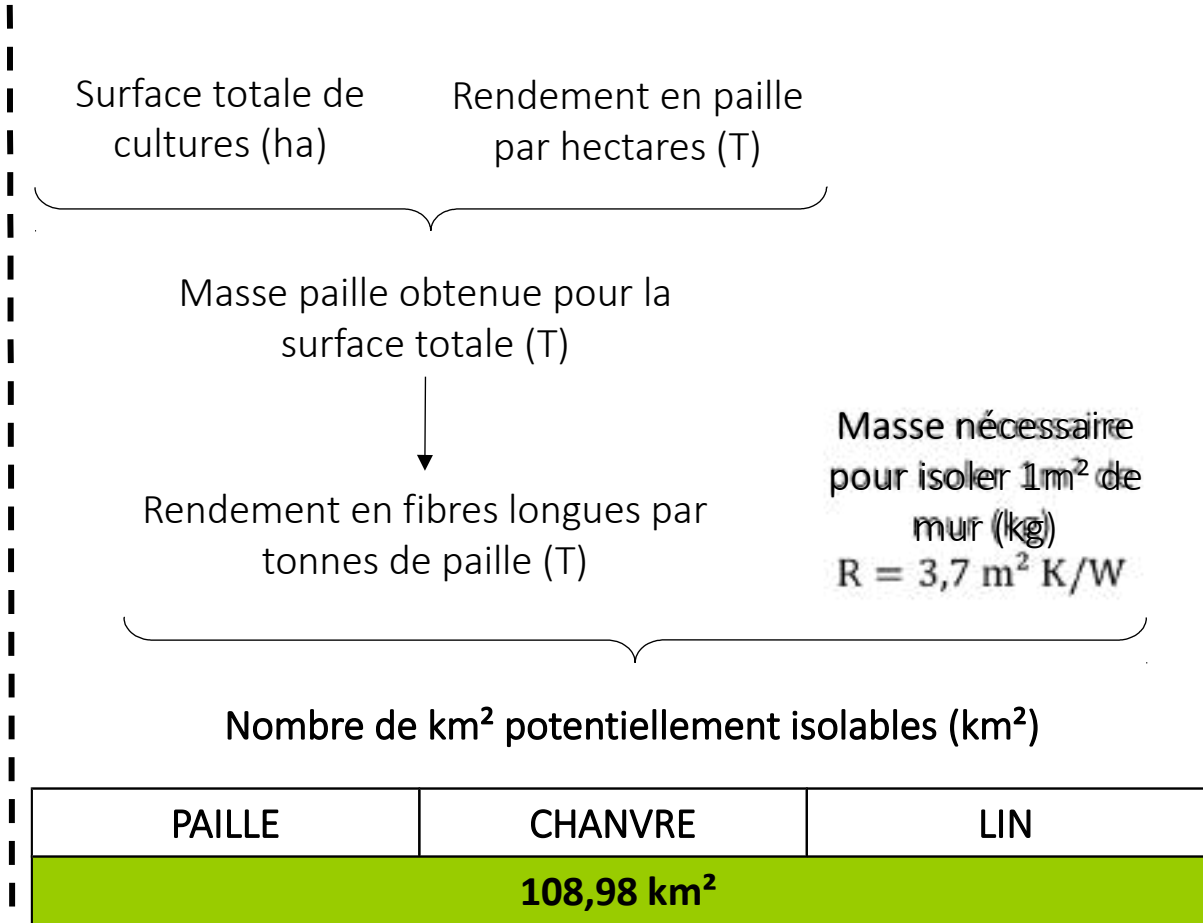 Surface totale de
cultures (ha)
Rendement en paille
par hectares (T)
Masse paille obtenue pour la
surface totale (T)
Rendement en fibres longues par
tonnes de paille (T)
Masse nécessaire
pour isoler 1m² de
mur (kg)
R = 3,7 m² K/W
Nombre de km² potentiellement isolables (km²)
PAILLE
CHANVRE
LIN
108,98 km²